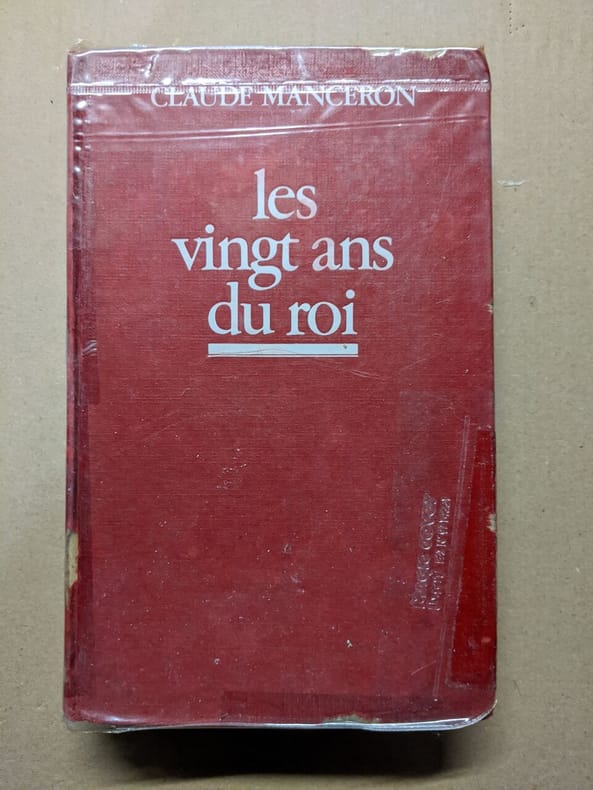 CLAUDE MANCERON
les
vingt ans
du roi